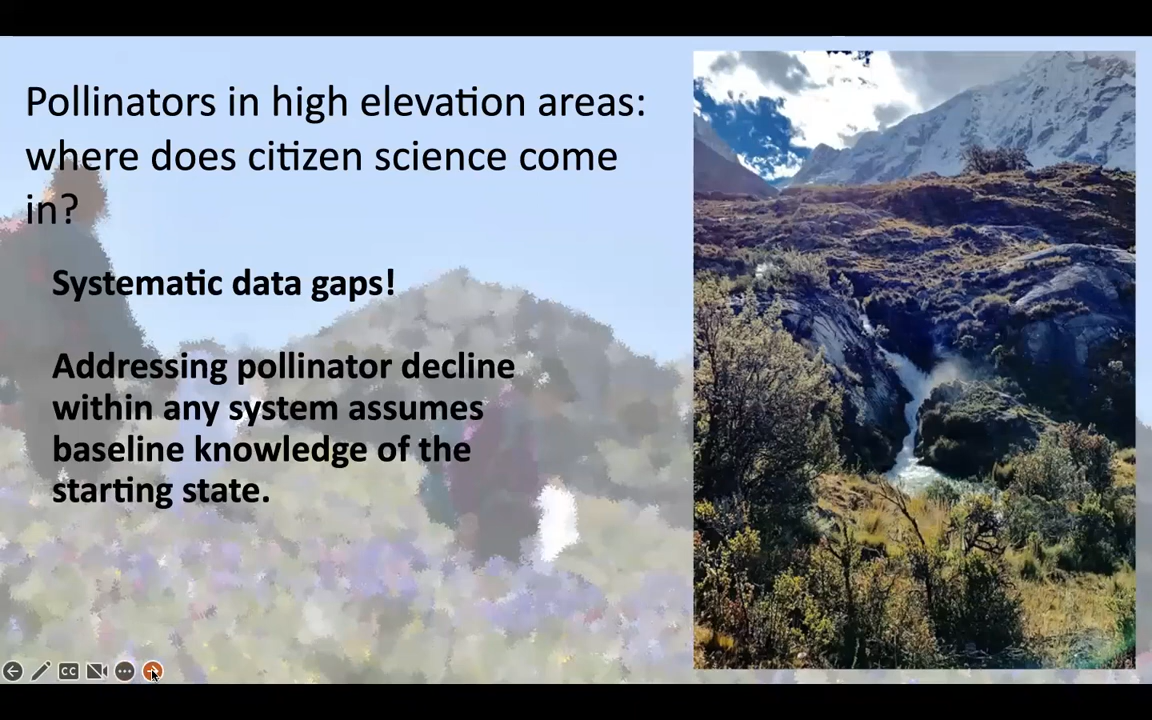 Pollinators in high elevation areas:
where does citizen science come
in?
Systematic data gaps!
Addressing pollinator decline
within any system assumes
baseline knowledge of the
starting state.
CC